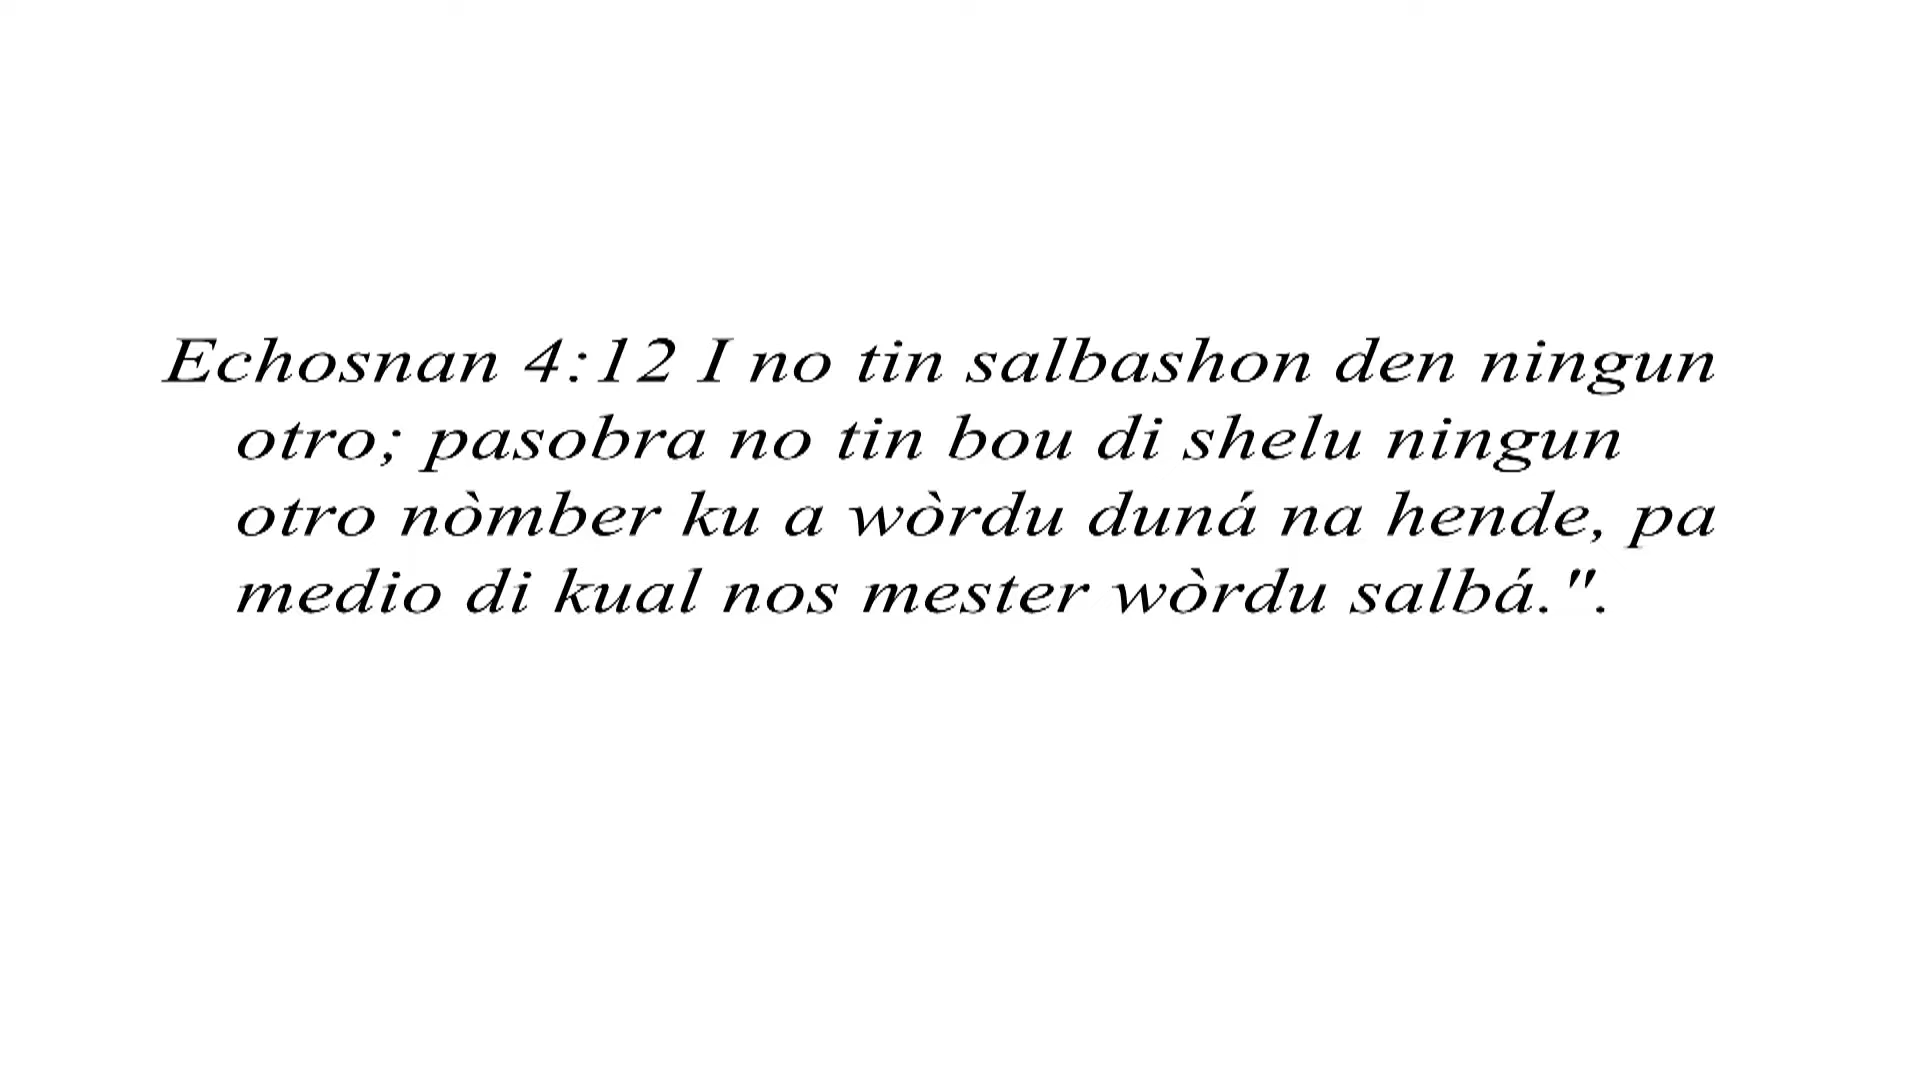 Echosnan 4:12 I no tin salbashon den ningun
otro; pasobra no tin bou di shelu ningun
otro nòmber ku a wòrdu duná na hende, pa
medio di kual nos mester wòrdu salbá.".